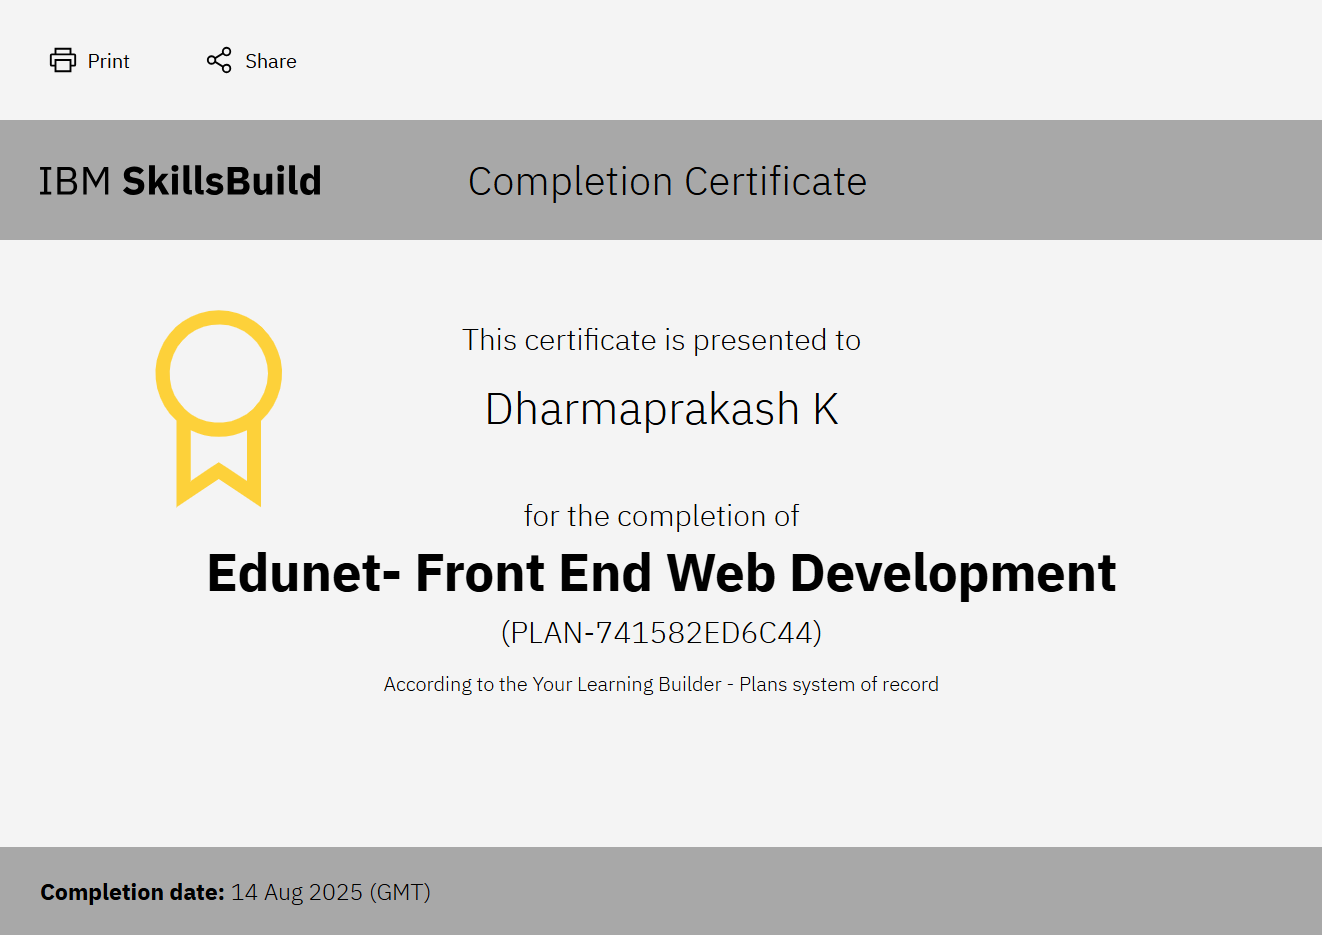 Print
Share
IBM SkillsBuild
Completion Certificate
This certificate is presented to
Dharmaprakash K
for the completion of
Edunet- Front End Web Development
(PLAN-741582ED6C44)
According to the Your Learning Builder - Plans system of record
Completion date: 14 Aug 2025 (GMT)